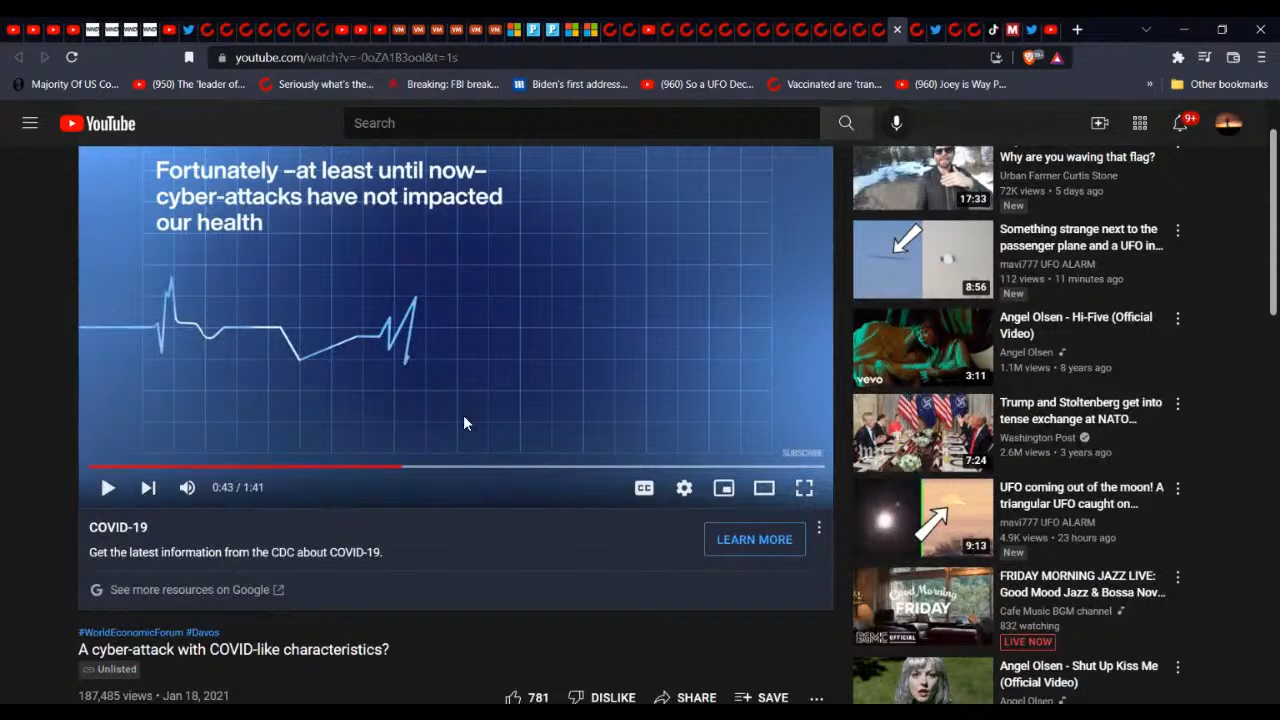 youtube.com/watch?v=-0oZA1B3ooI&t=1s
Majority Of US Co...
(950) The 'leader of...
Seriously what's the...
Breaking: FBI break...
Biden's first address...
(960) So a UFO Dec...
Vaccinated are 'tran...
(960) Joey is Way P...
»
Other bookmarks
YouTube
Search
9+
Fortunately –at least until now–
cyber-attacks have not impacted
our health
SUBSCRIBE
0:43 / 1:41
CC
COVID-19
Get the latest information from the CDC about COVID-19.
LEARN MORE
G See more resources on Google
#WorldEconomicForum #Davos
A cyber-attack with COVID-like characteristics?
Unlisted
187,485 views • Jan 18, 2021
781
DISLIKE
SHARE
SAVE
17:33
Why are you waving that flag?
Urban Farmer Curtis Stone
72K views • 5 days ago
New
8:56
Something strange next to the
passenger plane and a UFO in...
mavi777 UFO ALARM
112 views • 11 minutes ago
New
vevo
3:11
Angel Olsen - Hi-Five (Official
Video)
Angel Olsen
1.1M views • 8 years ago
7:24
Trump and Stoltenberg get into
tense exchange at NATO...
Washington Post
2.6M views • 3 years ago
9:13
UFO coming out of the moon! A
triangular UFO caught on...
mavi777 UFO ALARM
4.9K views • 23 hours ago
New
Good Morning
FRIDAY
BGMC OFFICIAL
FRIDAY MORNING JAZZ LIVE:
Good Mood Jazz & Bossa Nov...
Cafe Music BGM channel
832 watching
LIVE NOW
Angel Olsen - Shut Up Kiss Me
(Official Video)
Angel Olsen